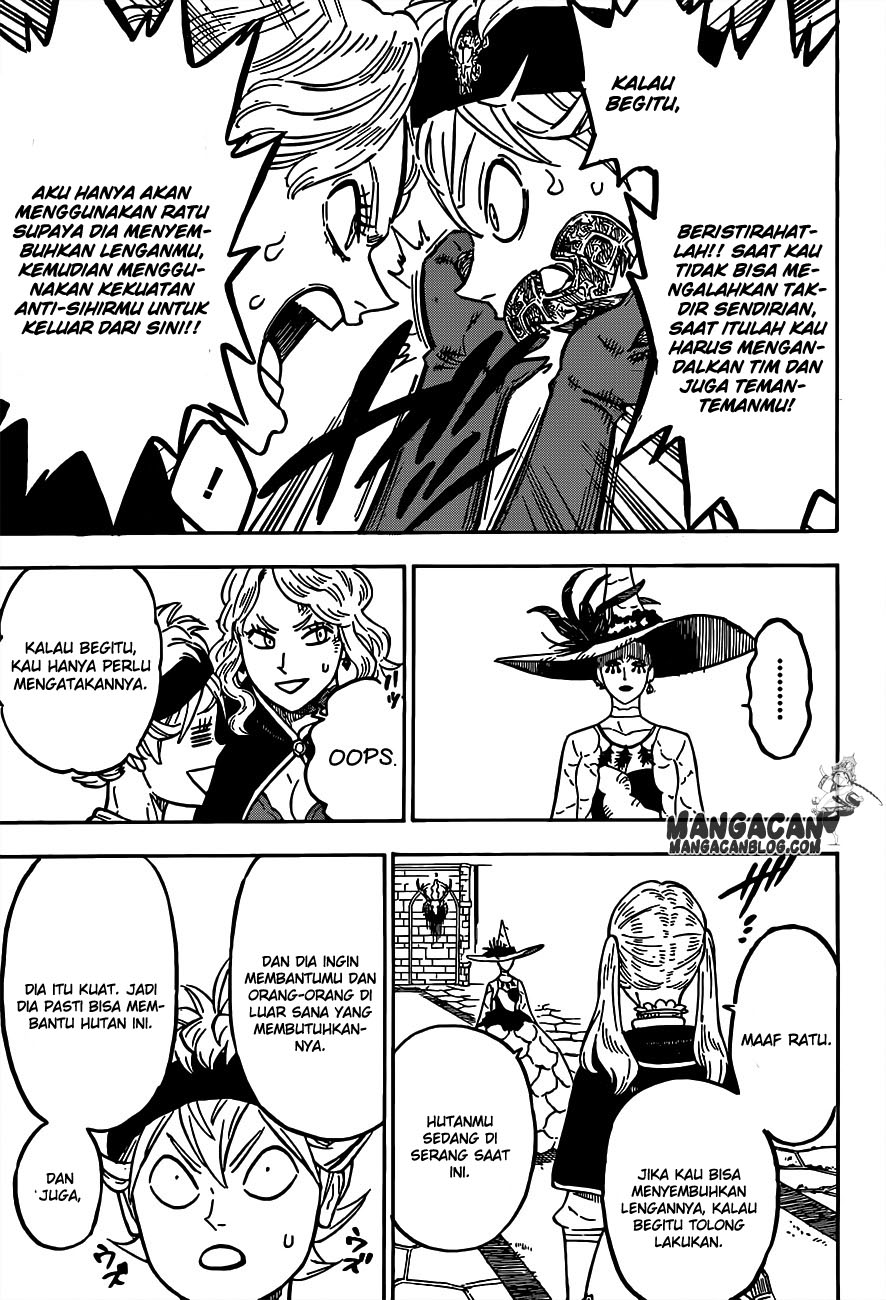 KALAU
BEGITU,
BERISTIRAHAT-
LAH!! SAAT KAU
TIDAK BISA ME-
NGALAHKAN TAK-
DIR SENDIRIAN,
SAAT ITULAH KAU
HARUS MENGAN-
DALKAN TIM DAN
JUGA TEMAN-
TEMANMU!
AKU HANYA AKAN
MENGGUNAKAN RATU
SUPAYA DIA MENYEM-
BUHKAN LENGANMU,
KEMUDIAN MENGGU-
NAKAN KEKUATAN
ANTI-SIHIRMU UNTUK
KELUAR DARI SINI!!
!
.........
OOPS.
KALAU BEGITU,
KAU HANYA PERLU
MENGATAKANNYA.
MANGACAN
MANGACANBLOG.COM
MAAF RATU.
JIKA KAU BISA
MENYEMBUHKAN
LENGANNYA, KALAU
BEGITU TOLONG
LAKUKAN.
HUTANMU
SEDANG DI
SERANG SAAT
INI.
DAN DIA INGIN
MEMBANTUMU DAN
ORANG-ORANG DI
LUAR SANA YANG
MEMBUTUHKAN-
NYA.
DIA ITU KUAT. JADI
DIA PASTI BISA MEM-
BANTU HUTAN INI.
DAN
JUGA,